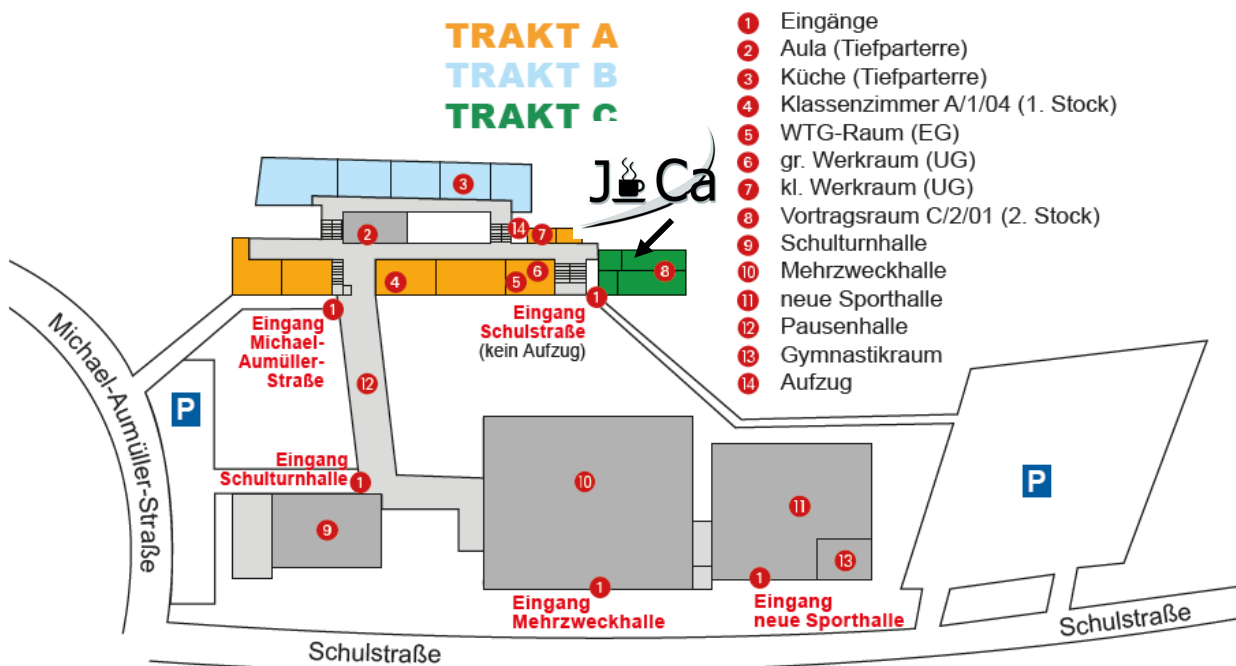 TRAKT A
TRAKT B
TRAKT C
1 Eingänge
2 Aula (Tiefparterre)
3 Küche (Tiefparterre)
4 Klassenzimmer A/1/04 (1. Stock)
5 WTG-Raum (EG)
6 gr. Werkraum (UG)
7 kl. Werkraum (UG)
8 Vortragsraum C/2/01 (2. Stock)
9 Schulturnhalle
10 Mehrzweckhalle
11 neue Sporthalle
12 Pausenhalle
13 Gymnastikraum
14 Aufzug
J Ca
3
14
7
2
8
6
4
5
1
1
Eingang
Michael-
Aumüller-
Straße
Eingang
Schulstraße
(kein Aufzug)
12
P
Michael-Aumüller-Straße
Eingang
Schulturnhalle
1
9
10
11
13
P
1
Eingang
Mehrzweckhalle
1
Eingang
neue Sporthalle
Schulstraße
Schulstraße